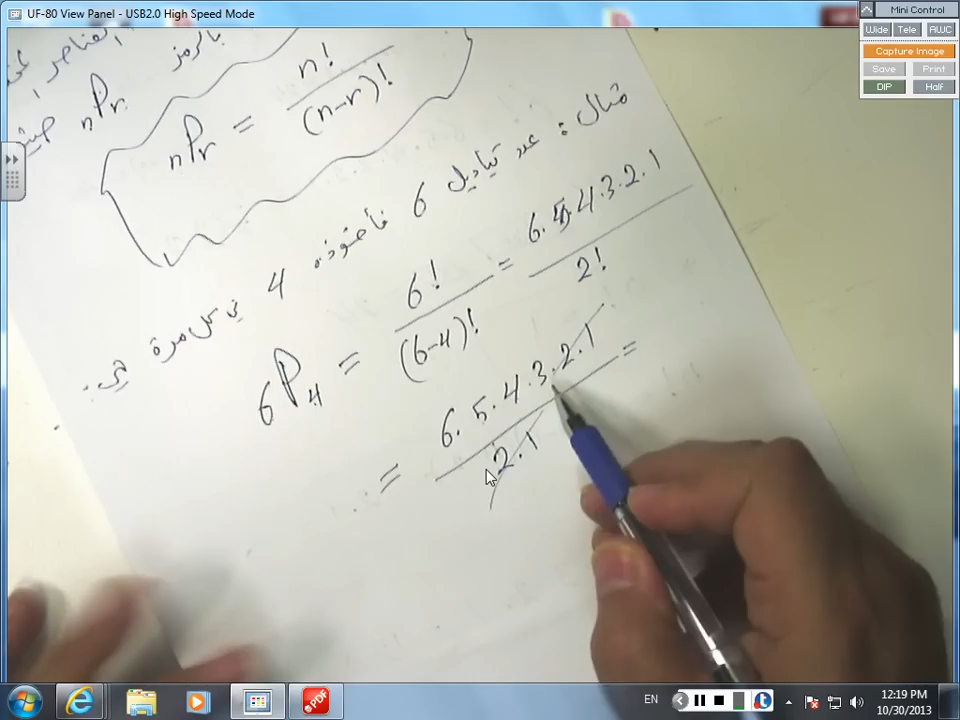 UF-80 View Panel - USB2.0 High Speed Mode
Mini Control
Wide Tele AWC
Capture Image
Save Print
DIP Half
بالرمز
nPr
nPr = n! / (n-r)!
مثال : عدد تباديل 6 مأخوذه 4 في كل مرة هي :
6P4 = 6! / (6-4)! = 6.5.4.3.2.1 / 2!
= 6.5.4.3.2.1 / 2.1 =
EN
12:19 PM
10/30/2013
PDF